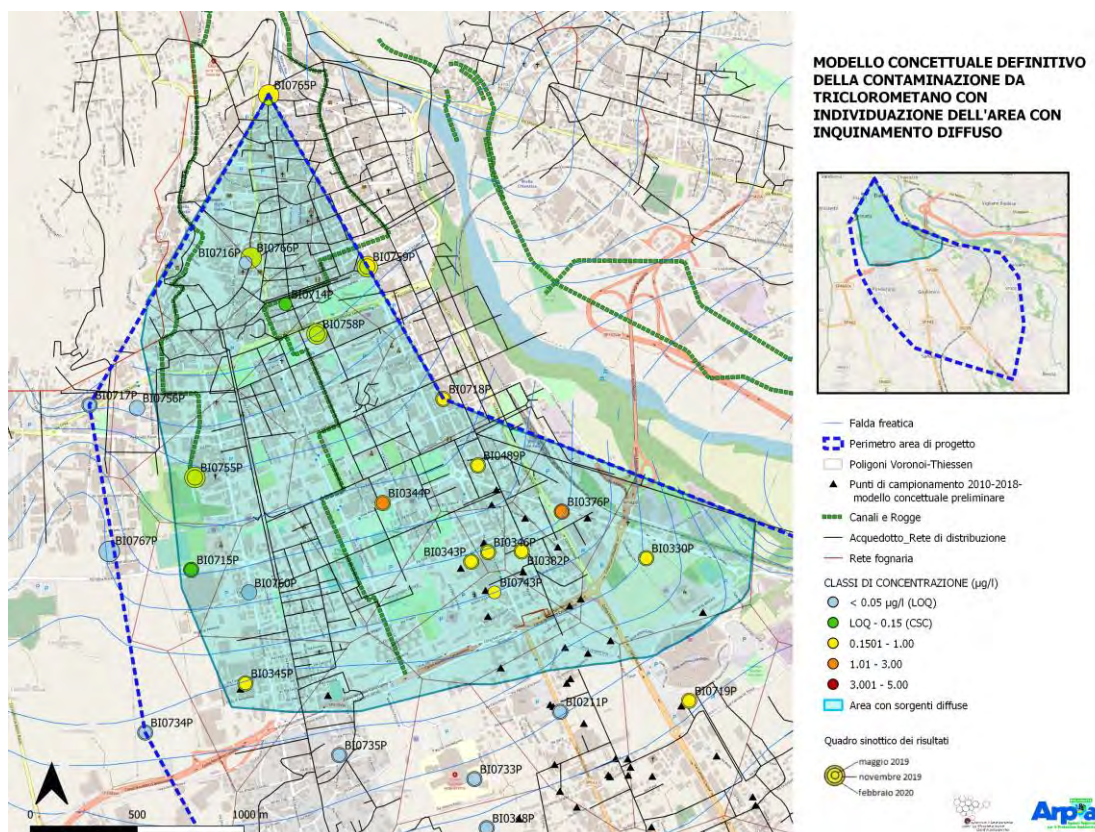 MODELLO CONCETTUALE DEFINITIVO
DELLA CONTAMINAZIONE DA
TRICLOROMETANO CON
INDIVIDUAZIONE DELL'AREA CON
INQUINAMENTO DIFFUSO
BI0765P
BI0716P
BI0766P
BI0759P
BI0714P
BI0758P
BI0717P
BI0756P
BI0718P
BI0755P
BI0489P
BI0344P
BI0376P
BI0767P
BI0715P
BI0760P
BI0343P
BI0346P
BI0382P
BI0330P
BI0743P
BI0345P
BI0719P
BI0211P
BI0734P
BI0735P
BI0733P
BI0348P
0
500
1000 m
Falda freatica
Perimetro area di progetto
Poligoni Voronoi-Thiessen
Punti di campionamento 2010-2018-
modello concettuale preliminare
Canali e Rogge
Acquedotto_Rete di distribuzione
Rete fognaria
CLASSI DI CONCENTRAZIONE (µg/l)
< 0.05 µg/l (LOQ)
LOQ - 0.15 (CSC)
0.1501 - 1.00
1.01 - 3.00
3.001 - 5.00
Area con sorgenti diffuse
Quadro sinottico dei risultati
maggio 2019
novembre 2019
febbraio 2020
Arpa